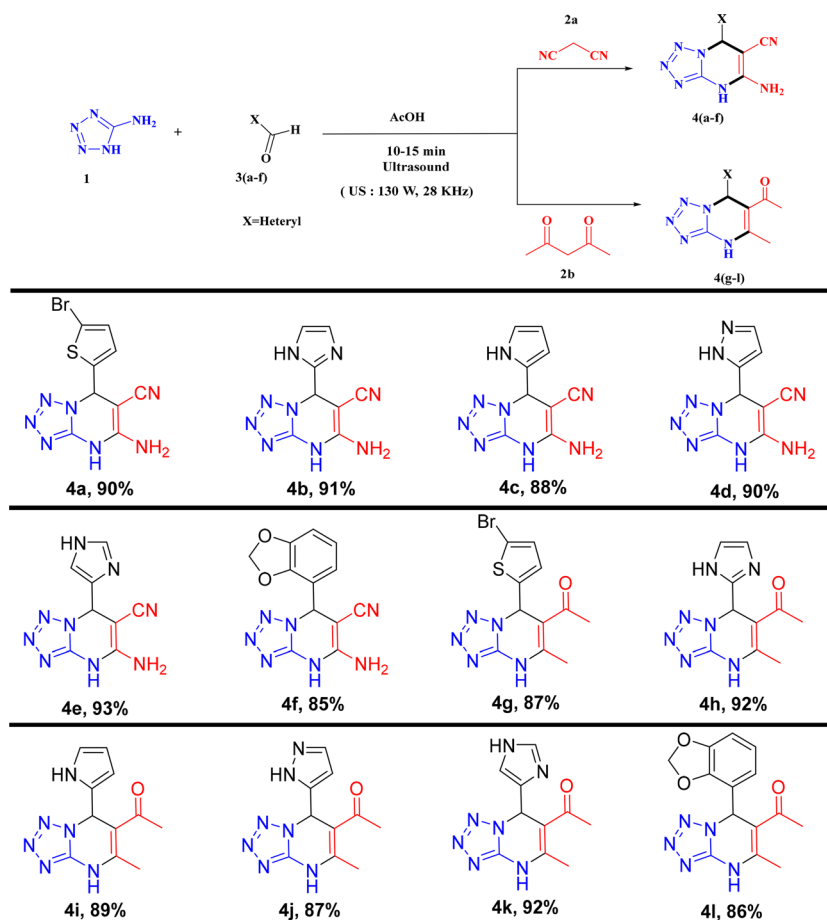 2a
NC CN
X
CN
NH2
N
H
4(a-f)
N
NH2
NH
1
+
X
H
O
3(a-f)
X=Heteryl
AcOH
10-15 min
Ultrasound
( US : 130 W, 28 KHz)
O O
2b
X
O
N
H
4(g-l)
Br
S
N N CN
N N N NH2
H
4a, 90%
HN N
N N CN
N N N NH2
H
4b, 91%
HN
N N CN
N N N NH2
H
4c, 88%
N
HN
N N CN
N N N NH2
H
4d, 90%
HN
N
N N CN
N N N NH2
H
4e, 93%
O
O
N N CN
N N N NH2
H
4f, 85%
Br
S O
N N
N N N
H
4g, 87%
HN N O
N N
N N N
H
4h, 92%
HN O
N N
N N N
H
4i, 89%
N
HN O
N N
N N N
H
4j, 87%
HN
N O
N N
N N N
H
4k, 92%
O
O O
N N
N N N
H
4l, 86%